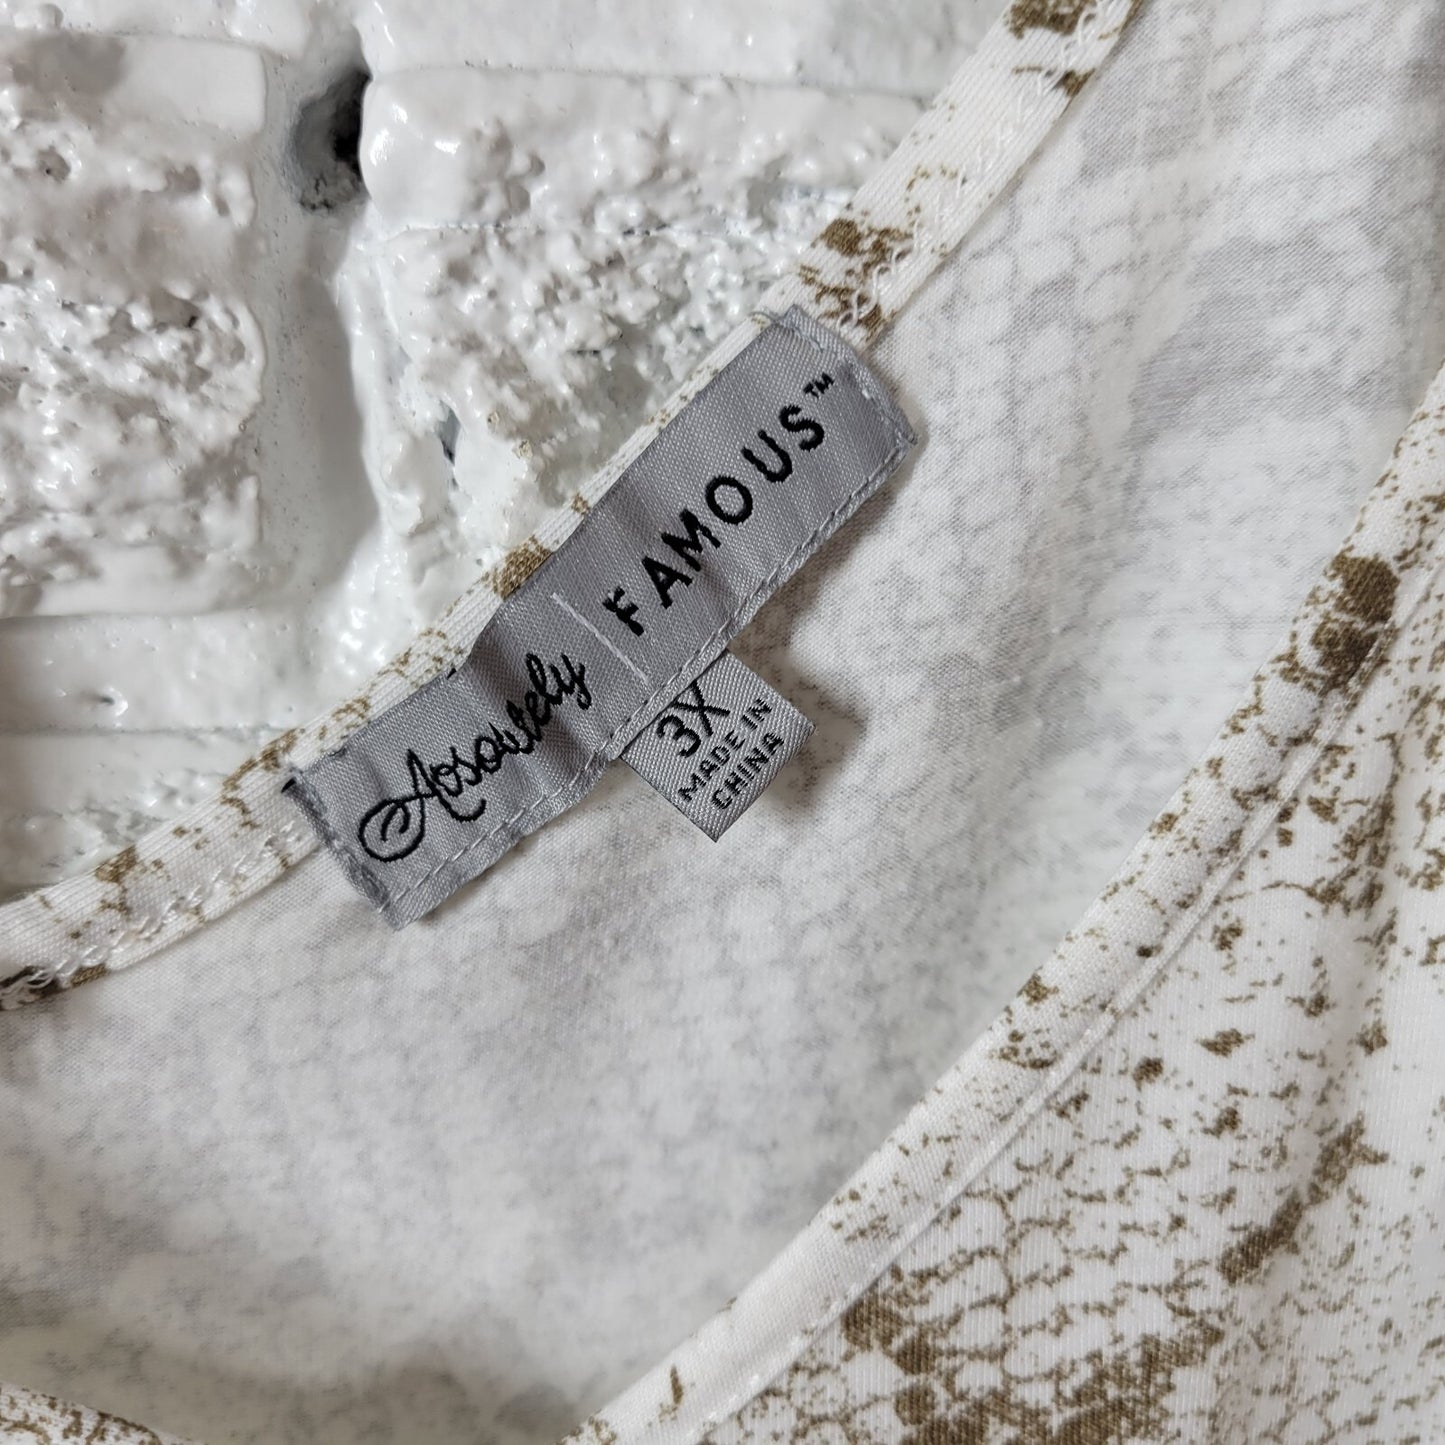 Absolutely | FAMOUS™
3X
MADE IN
CHINA